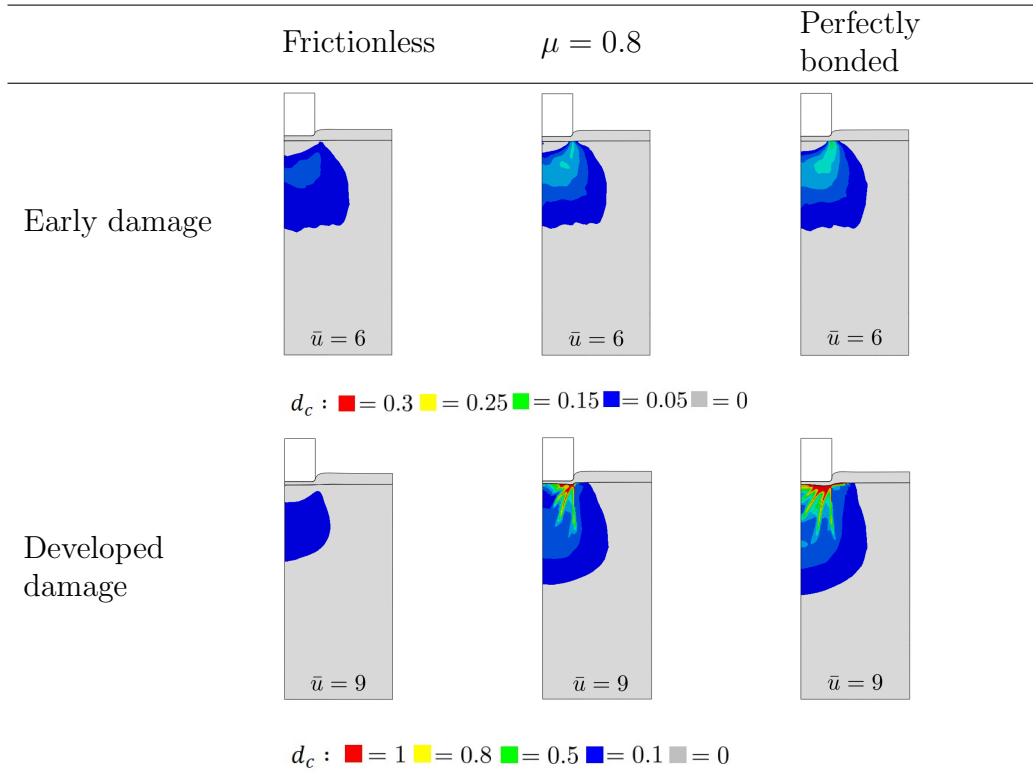 Frictionless μ = 0.8 Perfectly bonded
Early damage
ū = 6 ū = 6 ū = 6
d_c : = 0.3 = 0.25 = 0.15 = 0.05 = 0
Developed damage
ū = 9 ū = 9 ū = 9
d_c : = 1 = 0.8 = 0.5 = 0.1 = 0